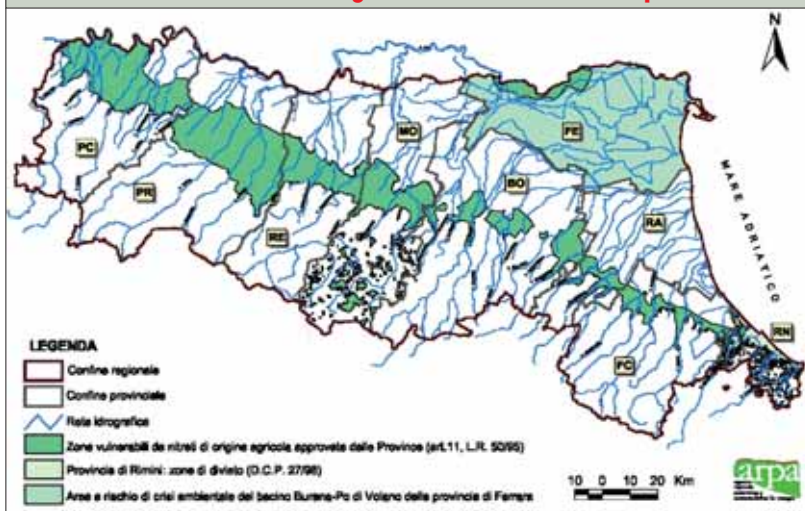 N
PC
PR
RE
MO
BO
FE
RA
FC
RN
MARE ADRIATICO
LEGENDA
Confine regionale
Confine provinciale
Rete idrografica
Zone vulnerabili da nitrati di origine agricola approvate dalle Province (art.11, L.R. 50/95)
Provincia di Rimini: zone di divieto (D.C.P. 27/98)
Area a rischio di crisi ambientale del bacino Burana-Po di Volano della provincia di Ferrara
10 0 10 20 Km
arpa